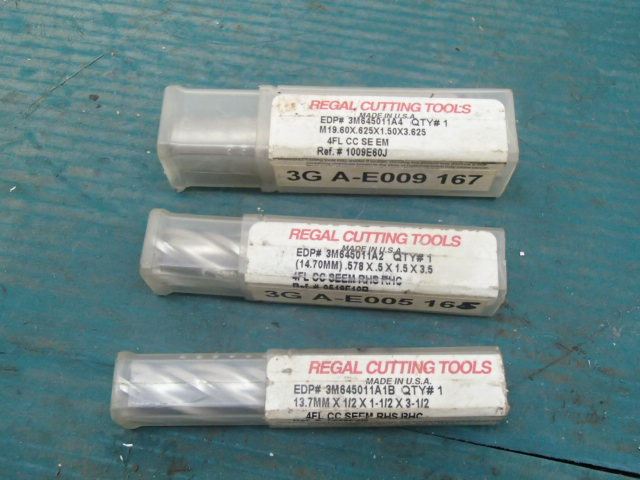 REGAL CUTTING TOOLS
MADE IN U.S.A.
EDP# 3M645011A4 QTY# 1
M19.60X.625X1.50X3.625
4FL CC SE EM
Ref. # 1009E60J
3G A-E009 167
REGAL CUTTING TOOLS
MADE IN U.S.A.
EDP# 3M645011A2 QTY# 1
(14.70MM) .578 X .5 X 1.5 X 3.5
4FL CC SEEM RHS RHC
Ref.#
3G A-E005 165
REGAL CUTTING TOOLS
MADE IN U.S.A.
EDP# 3M645011A1B QTY# 1
13.7MM X 1/2 X 1-1/2 X 3-1/2
4FL CC SEEM RHS RHC